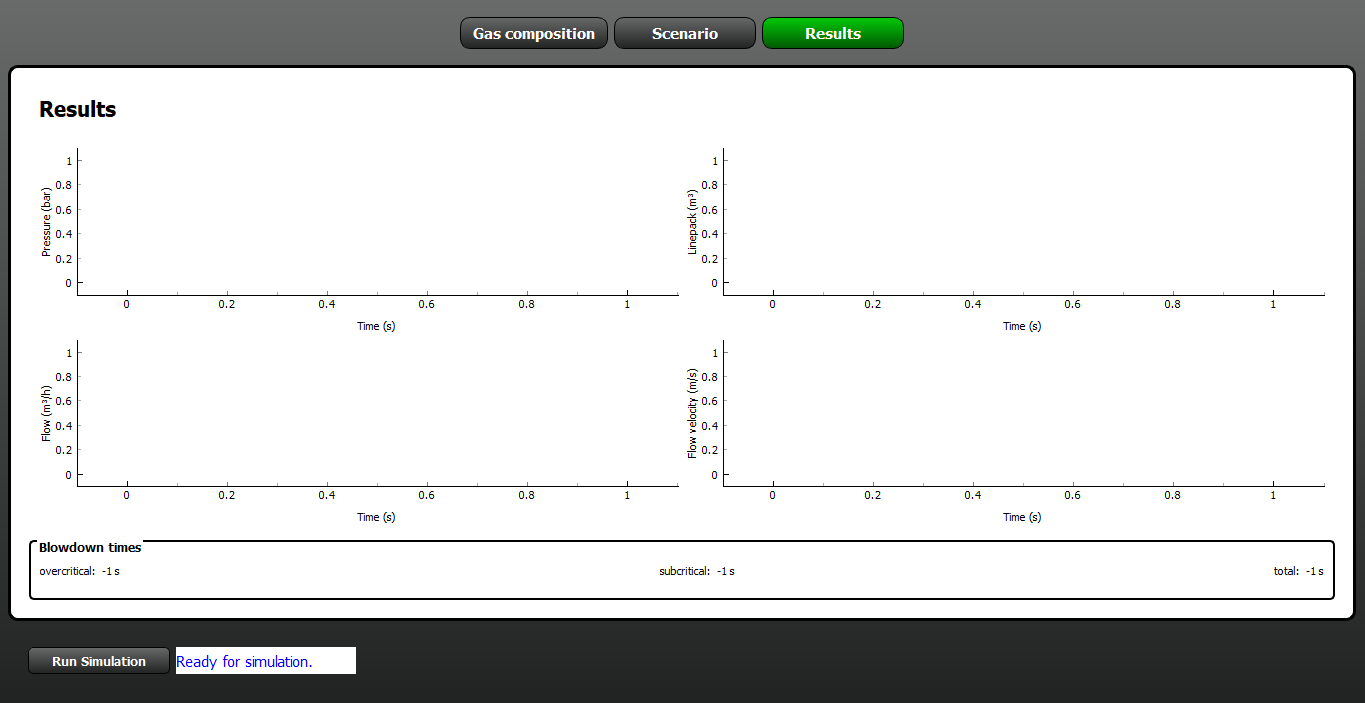 Gas composition Scenario Results
Results
Pressure (bar)
1
0.8
0.6
0.4
0.2
0
0 0.2 0.4 0.6 0.8 1
Time (s)
Linepack (m³)
1
0.8
0.6
0.4
0.2
0
0 0.2 0.4 0.6 0.8 1
Time (s)
Flow (m³/h)
1
0.8
0.6
0.4
0.2
0
0 0.2 0.4 0.6 0.8 1
Time (s)
Flow velocity (m/s)
1
0.8
0.6
0.4
0.2
0
0 0.2 0.4 0.6 0.8 1
Time (s)
Blowdown times
overcritical: -1 s subcritical: -1 s total: -1 s
Run Simulation Ready for simulation.